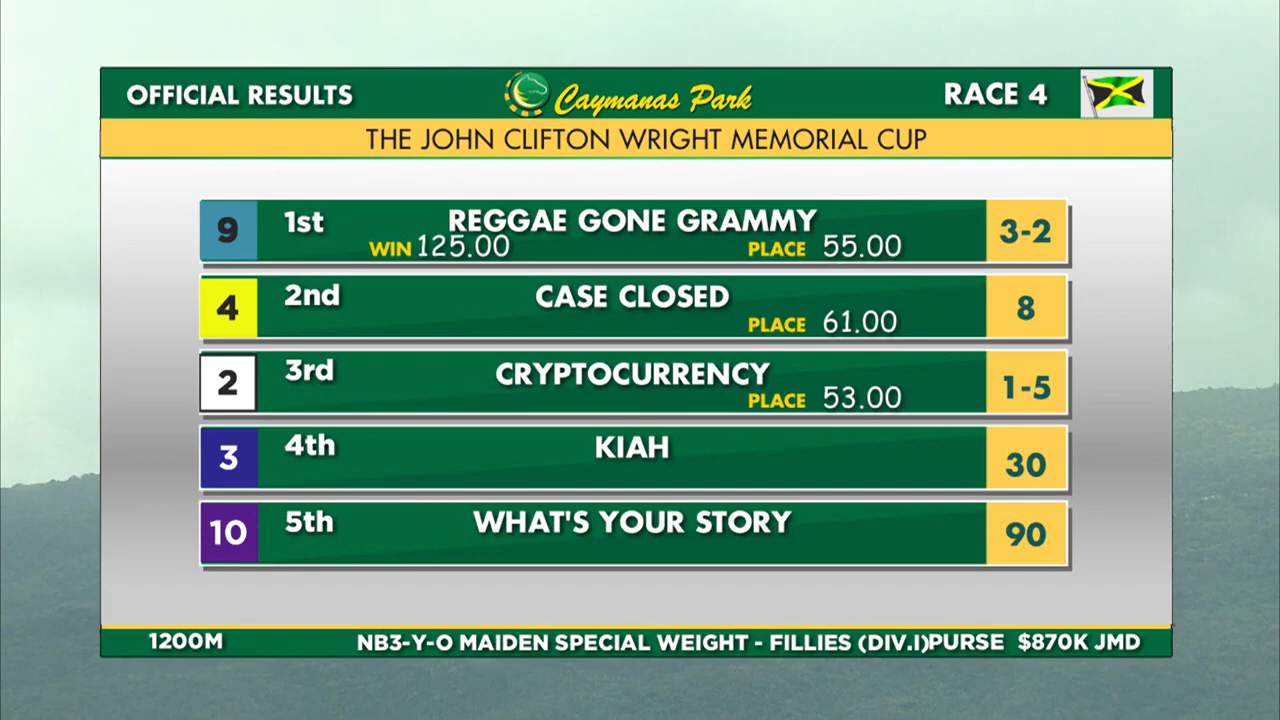 OFFICIAL RESULTS Caymanas Park RACE 4
THE JOHN CLIFTON WRIGHT MEMORIAL CUP
9 1st REGGAE GONE GRAMMY 3-2
WIN 125.00 PLACE 55.00
4 2nd CASE CLOSED 8
PLACE 61.00
2 3rd CRYPTOCURRENCY 1-5
PLACE 53.00
3 4th KIAH 30
10 5th WHAT'S YOUR STORY 90
1200M NB3-Y-O MAIDEN SPECIAL WEIGHT - FILLIES (DIV.I)PURSE $870K JMD